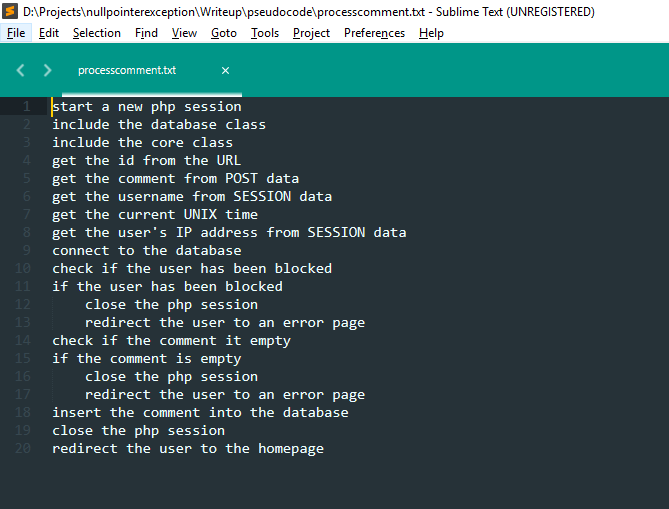 D:\Projects\nullpointerexception\Writeup\pseudocode\processcomment.txt - Sublime Text (UNREGISTERED)
File Edit Selection Find View Goto Tools Project Preferences Help
processcomment.txt ×
1 start a new php session
2 include the database class
3 include the core class
4 get the id from the URL
5 get the comment from POST data
6 get the username from SESSION data
7 get the current UNIX time
8 get the user's IP address from SESSION data
9 connect to the database
10 check if the user has been blocked
11 if the user has been blocked
12 close the php session
13 redirect the user to an error page
14 check if the comment it empty
15 if the comment is empty
16 close the php session
17 redirect the user to an error page
18 insert the comment into the database
19 close the php session
20 redirect the user to the homepage